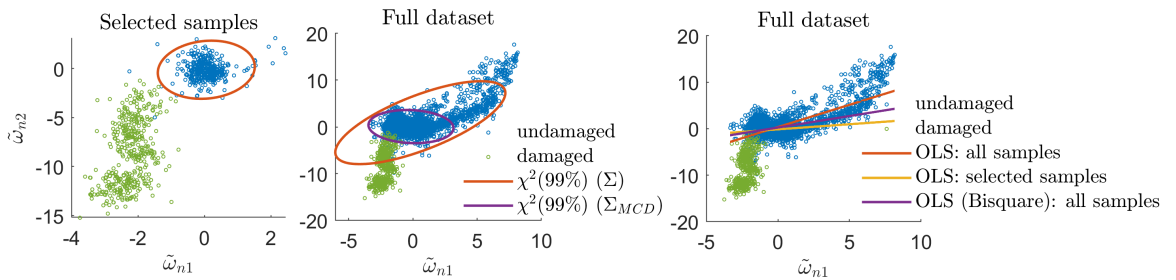 Selected samples
0
-5
-10
-15
-4
-2
0
2
ω̃n2
ω̃n1
Full dataset
20
10
0
-10
-20
-5
0
5
10
ω̃n1
undamaged
damaged
χ²(99%) (Σ)
χ²(99%) (ΣMCD)
Full dataset
20
10
0
-10
-20
-5
0
5
10
ω̃n1
undamaged
damaged
OLS: all samples
OLS: selected samples
OLS (Bisquare): all samples